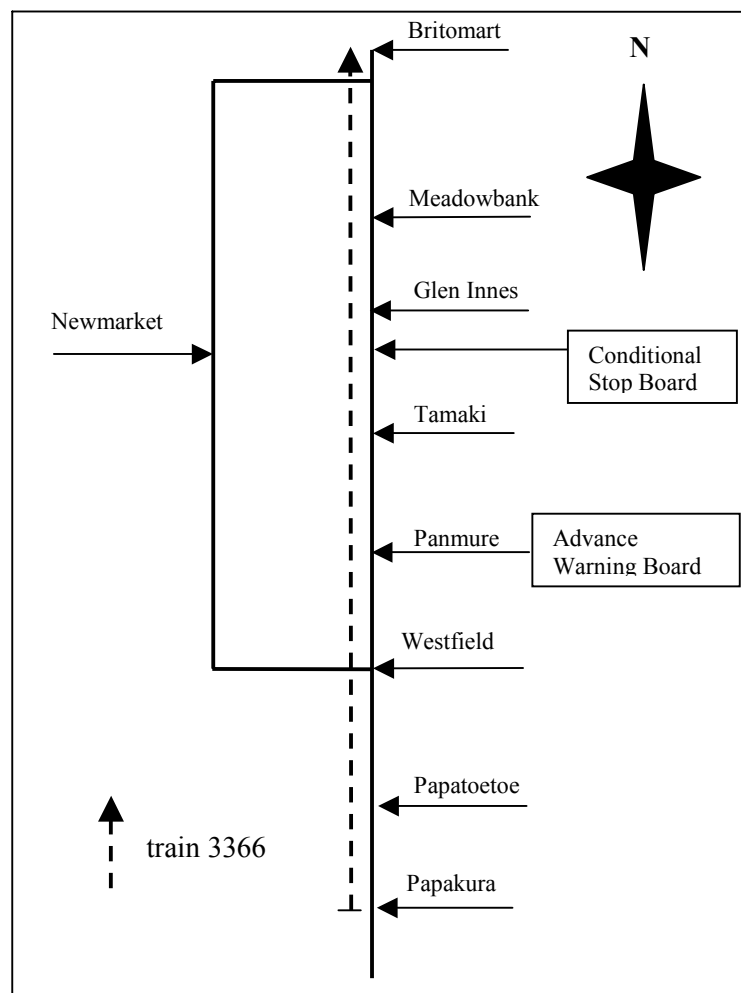 Britomart
N
Meadowbank
Glen Innes
Newmarket
Conditional
Stop Board
Tamaki
Panmure
Advance
Warning Board
Westfield
Papatoetoe
train 3366
Papakura